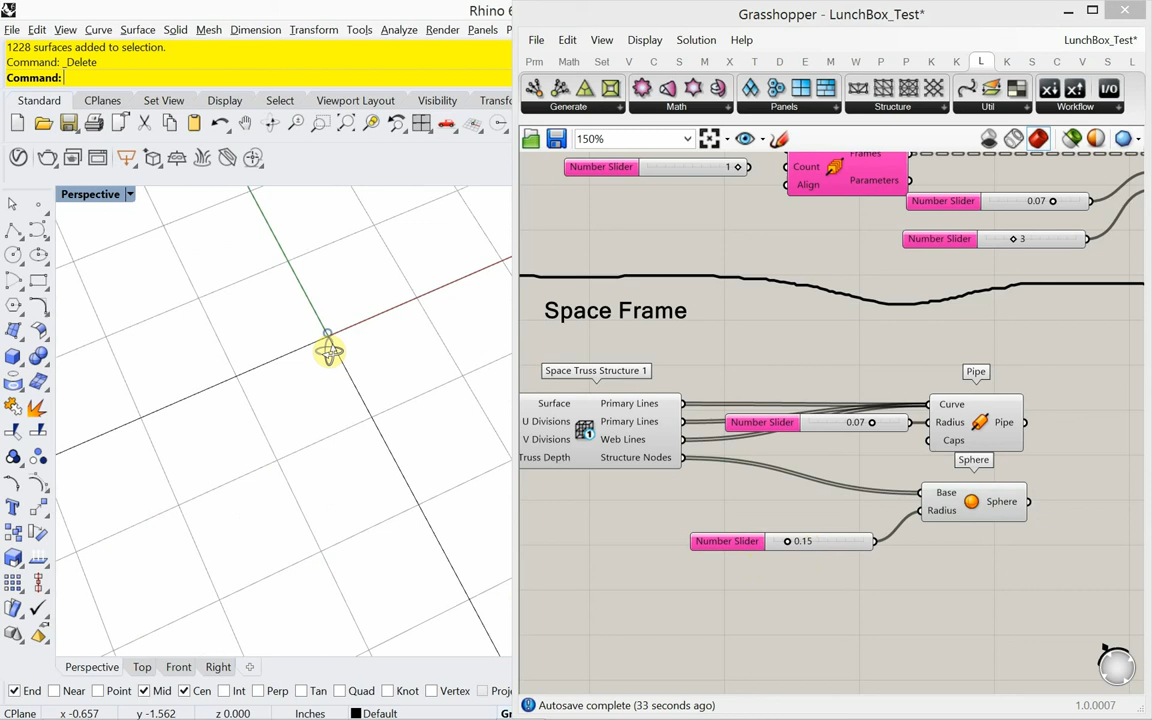 Rhino 6
File Edit View Curve Surface Solid Mesh Dimension Transform Tools Analyze Render Panels
1228 surfaces added to selection.
Command: _Delete
Command:
Standard CPlanes Set View Display Select Viewport Layout Visibility Transfo
Perspective
Perspective Top Front Right
End Near Point Mid Cen Int Perp Tan Quad Knot Vertex Proje
CPlane x -0.657 y -1.562 z 0.000 Inches Default Gr
Grasshopper - LunchBox_Test*
File Edit View Display Solution Help LunchBox_Test*
Prm Math Sets V C S M X T D A M R W S P P K K L T E C V S L
Generate Math Panels Structure Util Workflow
I/O
150%
Number Slider 1
Frames
Count
Align
Parameters
Number Slider 0.07
Number Slider 3
Space Frame
Space Truss Structure 1
Surface Primary Lines
U Divisions Primary Lines
V Divisions Web Lines
Truss Depth Structure Nodes
1
Number Slider 0.07
Pipe
Curve
Radius Pipe
Caps
Sphere
Base
Radius Sphere
Number Slider 0.15
Autosave complete (33 seconds ago)
1.0.0007